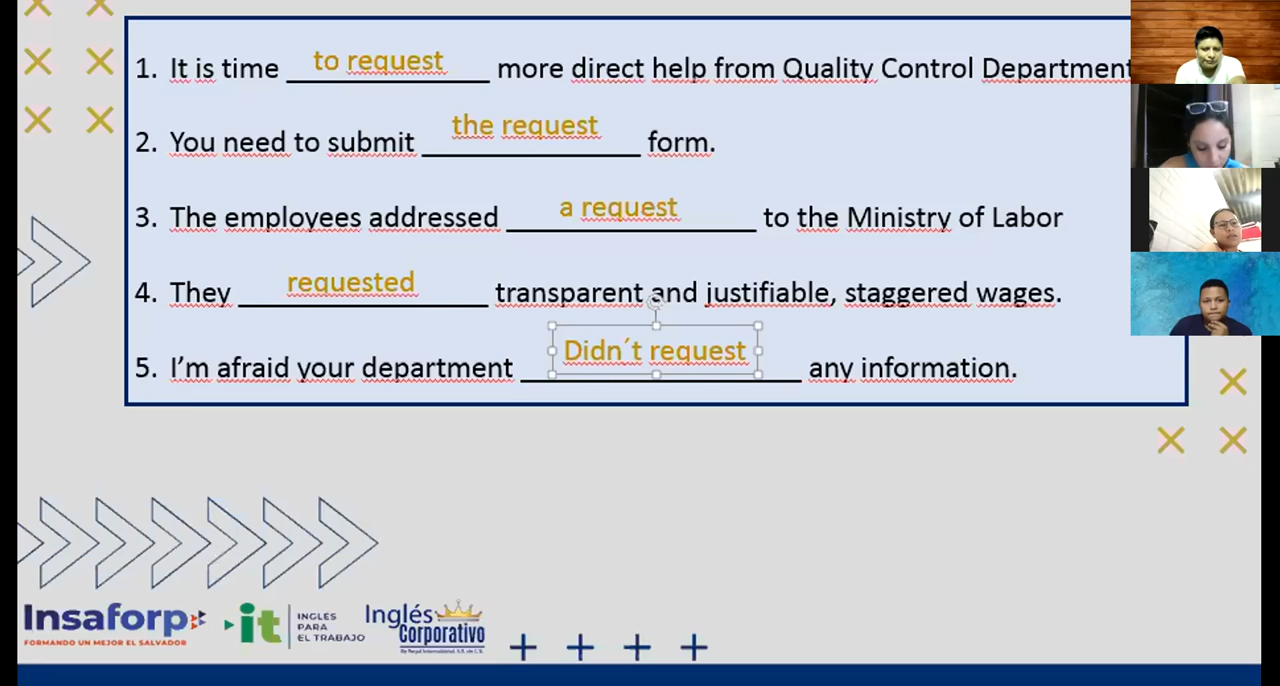 1. It is time to request more direct help from Quality Control Department
2. You need to submit the request form.
3. The employees addressed a request to the Ministry of Labor
4. They requested transparent and justifiable, staggered wages.
5. I'm afraid your department Didn´t request any information.
Insaforp
FORMANDO UN MEJOR EL SALVADOR
it
INGLÉS
PARA
EL TRABAJO
Inglés
Corporativo